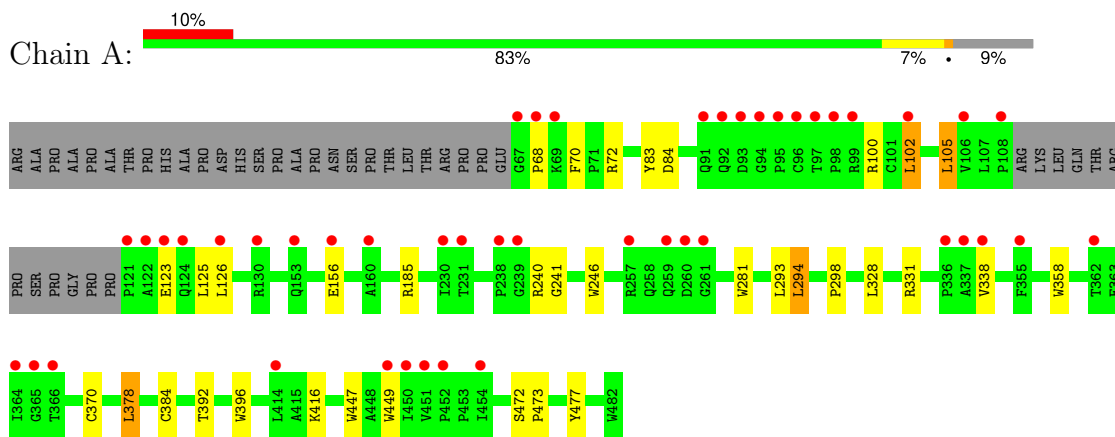 10%
Chain A:
83% 7% • 9%
ARG ALA PRO ALA PRO ALA THR PRO HIS ALA PRO ASP HIS SER PRO ALA PRO ASN SER PRO THR LEU THR ARG PRO PRO GLU G67 P68 K69 F70 P71 R72 Y83 D84 Q91 Q92 D93 G94 P95 C96 T97 P98 R99 R100 C101 L102 L105 V106 L107 P108 ARG LYS LEU GLN THR ARG
PRO SER PRO GLY PRO PRO P121 A122 E123 Q124 L125 L126 R130 Q153 E156 A160 R185 I230 T231 P238 G239 R240 G241 W246 R257 Q258 Q259 D260 G261 W281 L293 L294 P298 L328 R331 P336 A337 V338 F355 W358 T362 E363
I364 G365 T366 C370 L378 C384 T392 W396 L414 A415 K416 W447 A448 W449 I450 V451 P452 P453 I454 S472 P473 Y477 W482